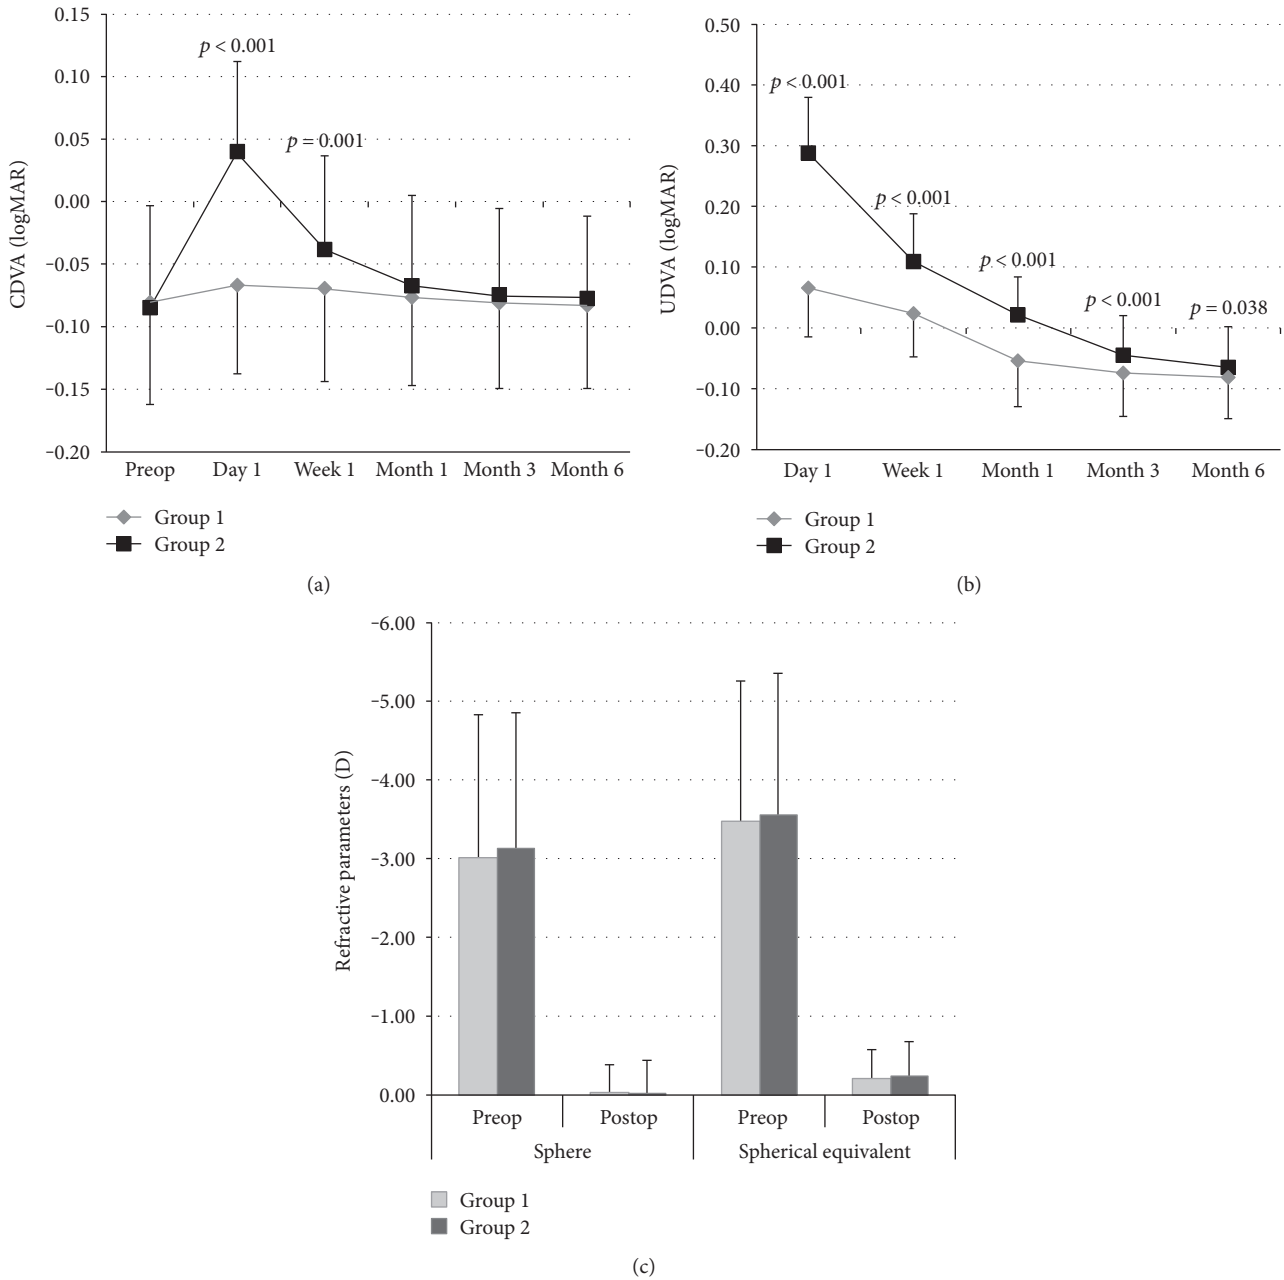 CDVA (logMAR)
0.15
0.10
0.05
0.00
-0.05
-0.10
-0.15
-0.20
p < 0.001
p = 0.001
Preop Day 1 Week 1 Month 1 Month 3 Month 6
Group 1
Group 2
(a)
UDVA (logMAR)
0.50
0.40
0.30
0.20
0.10
0.00
-0.10
-0.20
p < 0.001
p < 0.001
p < 0.001
p < 0.001
p = 0.038
Day 1 Week 1 Month 1 Month 3 Month 6
Group 1
Group 2
(b)
Refractive parameters (D)
-6.00
-5.00
-4.00
-3.00
-2.00
-1.00
0.00
Preop Postop Preop Postop
Sphere Spherical equivalent
Group 1
Group 2
(c)